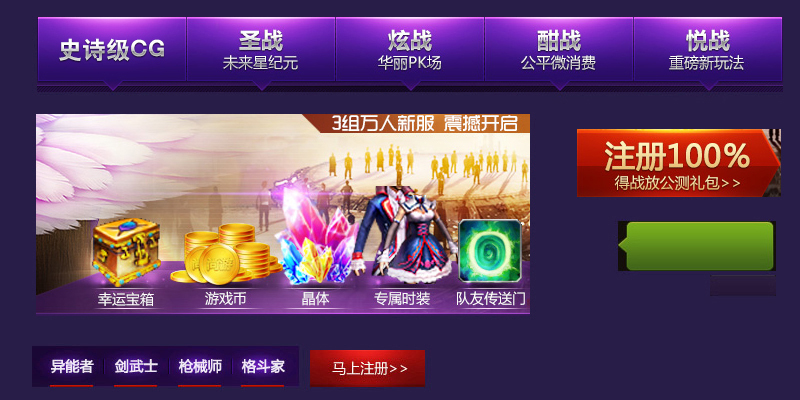 史诗级CG
圣战
未来星纪元
炫战
华丽PK场
酣战
公平微消费
悦战
重磅新玩法
3组万人新服 震撼开启
注册100%
得战放公测礼包>>
幸运宝箱
游戏币
晶体
专属时装
队友传送门
异能者
剑武士
枪械师
格斗家
马上注册>>